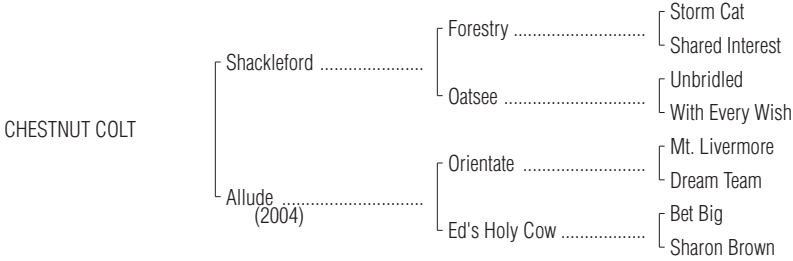 Storm Cat
Forestry ............................
Shared Interest
Shackleford ......................
Unbridled
Oatsee ..............................
With Every Wish
CHESTNUT COLT
Mt. Livermore
Orientate ..........................
Dream Team
Allude ..............................
(2004)
Bet Big
Ed's Holy Cow ..................
Sharon Brown